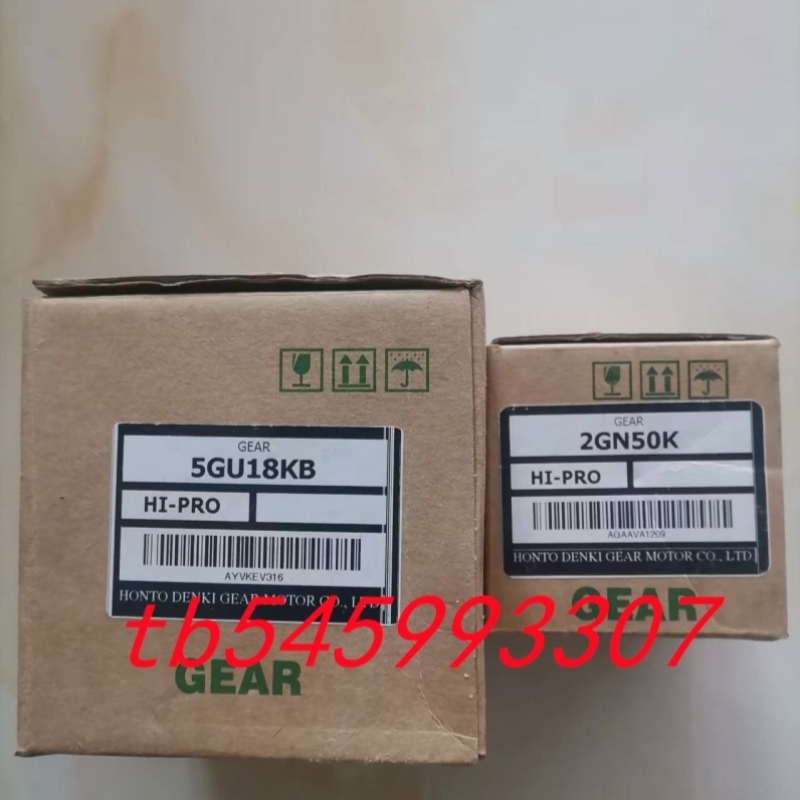 GEAR
5GU18KB
HI-PRO
AYVKEV316
HONTO DENKI GEAR MOTOR CO., LTD
GEAR
GEAR
2GN50K
HI-PRO
AGAAVA1209
HONTO DENKI GEAR MOTOR CO., LTD
GEAR
tb545993307